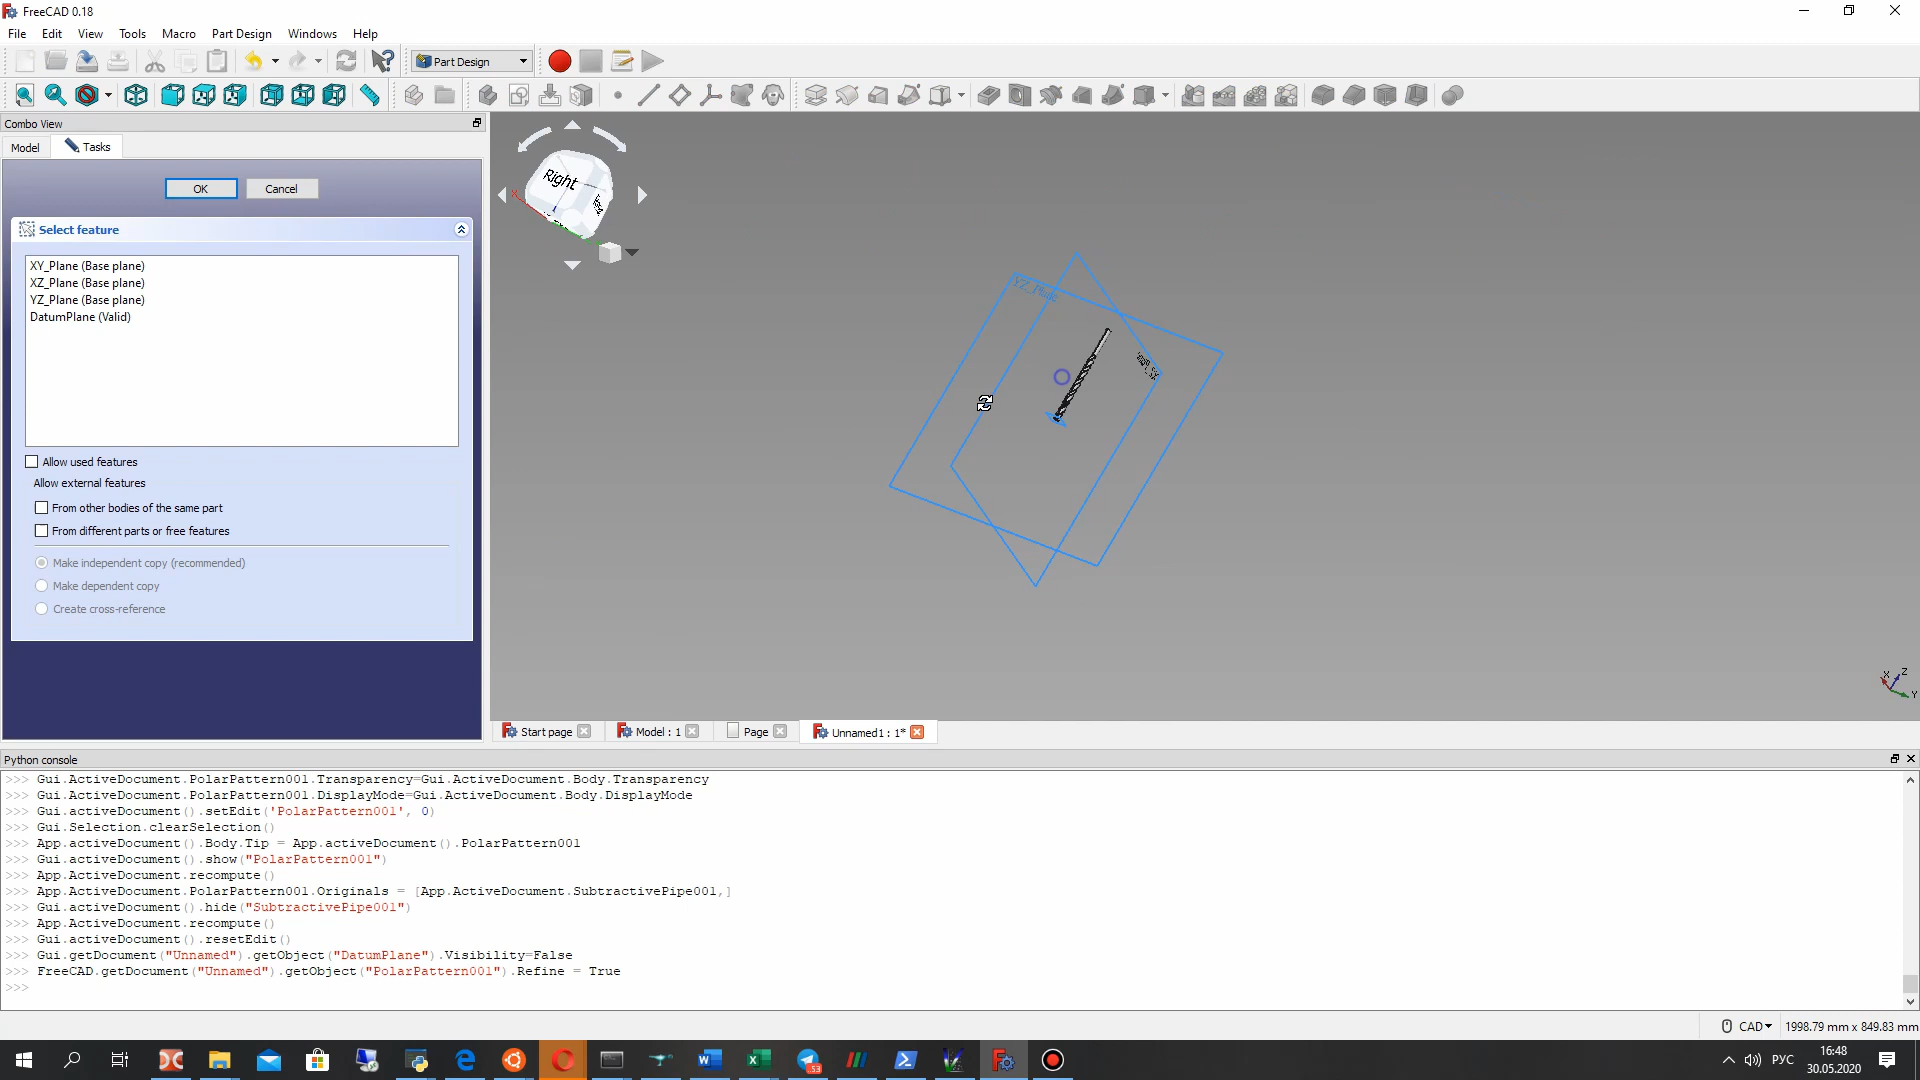 FreeCAD 0.18
File Edit View Tools Macro Part Design Windows Help
Part Design
Combo View
Model Tasks
OK Cancel
Select feature
XY_Plane (Base plane)
XZ_Plane (Base plane)
YZ_Plane (Base plane)
DatumPlane (Valid)
Allow used features
Allow external features
From other bodies of the same part
From different parts or free features
Make independent copy (recommended)
Make dependent copy
Create cross-reference
Right
X
YZ_Plane
X Z Y
Start page Model : 1 Page Unnamed1 : 1*
Python console
>>> Gui.ActiveDocument.PolarPattern001.Transparency=Gui.ActiveDocument.Body.Transparency
>>> Gui.ActiveDocument.PolarPattern001.DisplayMode=Gui.ActiveDocument.Body.DisplayMode
>>> Gui.activeDocument().setEdit('PolarPattern001', 0)
>>> Gui.Selection.clearSelection()
>>> App.activeDocument().Body.Tip = App.activeDocument().PolarPattern001
>>> Gui.activeDocument().show("PolarPattern001")
>>> App.ActiveDocument.recompute()
>>> App.ActiveDocument.PolarPattern001.Originals = [App.ActiveDocument.SubtractivePipe001,]
>>> Gui.activeDocument().hide("SubtractivePipe001")
>>> App.ActiveDocument.recompute()
>>> Gui.activeDocument().resetEdit()
>>> Gui.getDocument("Unnamed").getObject("DatumPlane").Visibility=False
>>> FreeCAD.getDocument("Unnamed").getObject("PolarPattern001").Refine = True
>>>
CAD 1998.79 mm x 849.83 mm
53
РУС
16:48
30.05.2020